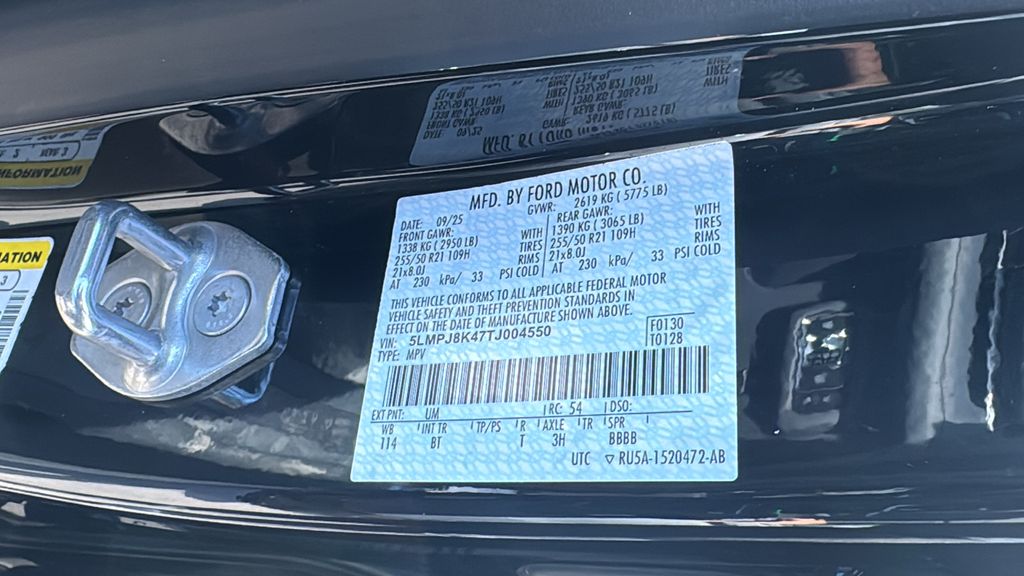 MFD. BY FORD MOTOR CO.
DATE: 09/25 GVWR: 2619 KG ( 5775 LB)
FRONT GAWR: REAR GAWR:
1338 KG ( 2950 LB) WITH 1390 KG ( 3065 LB) WITH
255/50 R21 109H TIRES 255/50 R21 109H TIRES
21x8.0J RIMS 21x8.0J RIMS
AT 230 kPa/ 33 PSI COLD AT 230 kPa/ 33 PSI COLD
THIS VEHICLE CONFORMS TO ALL APPLICABLE FEDERAL MOTOR
VEHICLE SAFETY AND THEFT PREVENTION STANDARDS IN
EFFECT ON THE DATE OF MANUFACTURE SHOWN ABOVE.
VIN: 5LMPJ8K47TJ004550 F0130
TYPE: MPV T0128
EXT PNT: UM RC: 54 DSO:
WB INT TR TP/PS R AXLE TR SPR
114 BT T 3H BBBB
UTC ▽ RU5A-1520472-AB